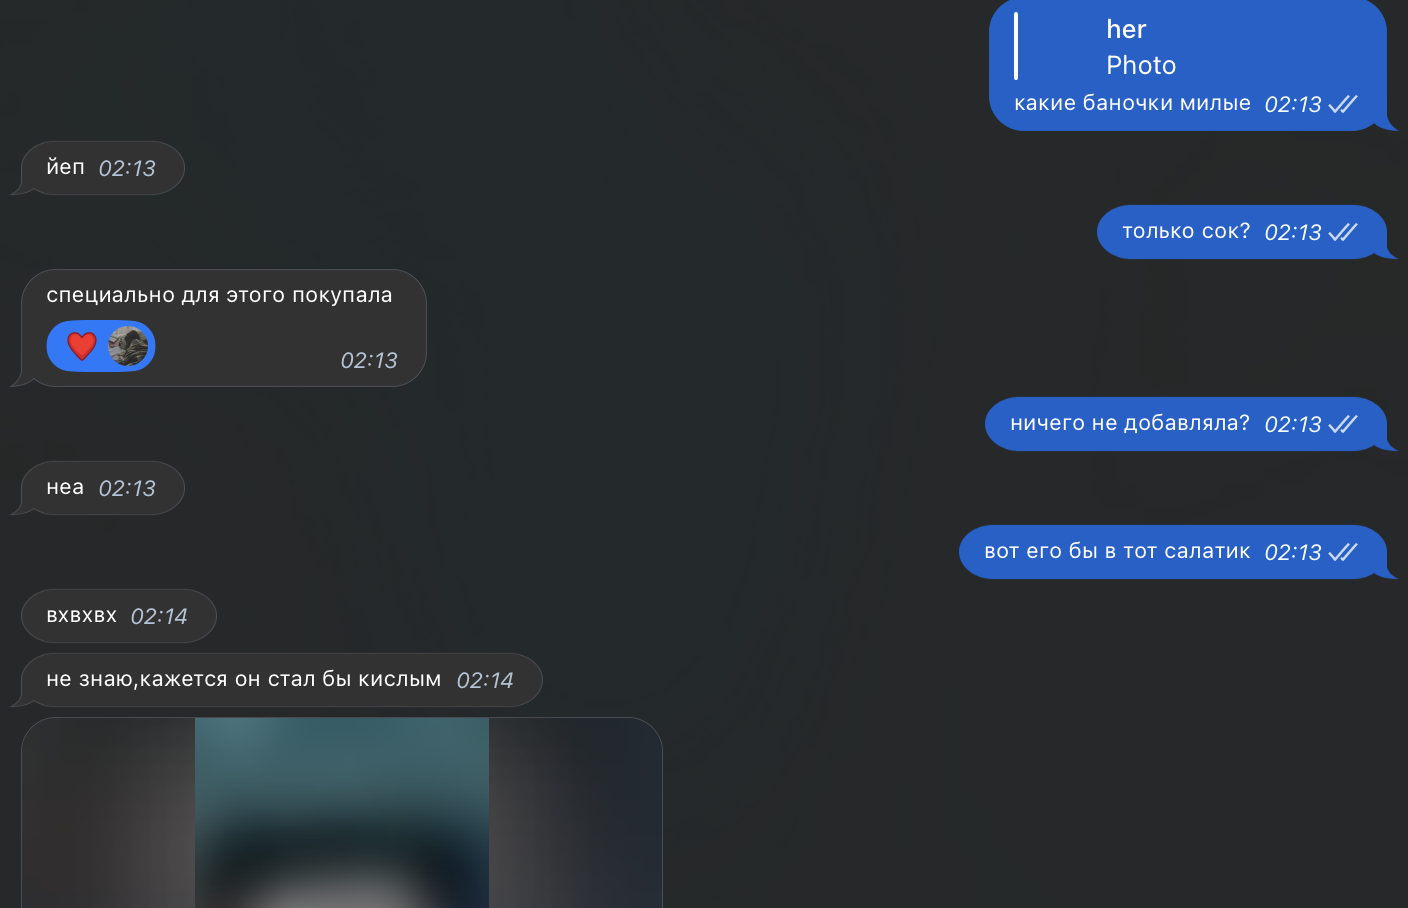 her
Photo
какие баночки милые 02:13
йеп 02:13
только сок? 02:13
специально для этого покупала
02:13
ничего не добавляла? 02:13
неа 02:13
вот его бы в тот салатик 02:13
вхвхвх 02:14
не знаю,кажется он стал бы кислым 02:14